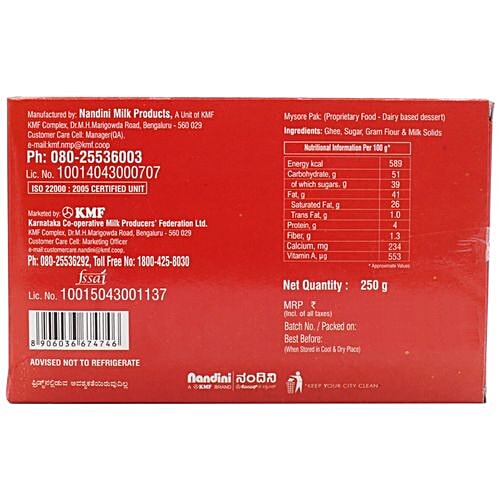 Manufactured by: Nandini Milk Products, A Unit of KMF
KMF Complex, Dr.M.H.Marigowda Road, Bengaluru - 560 029
Customer Care Cell: Manager(QA),
e-mail:kmf.nmp@kmf.coop
Ph: 080-25536003
Lic. No. 10014043000707
ISO 22000 : 2005 CERTIFIED UNIT
Marketed by: KMF
Karnataka Co-operative Milk Producers' Federation Ltd.
KMF Complex, Dr.M.H.Marigowda Road, Bengaluru - 560 029
Customer Care Cell: Marketing Officer
e-mail:customercare.nandini@kmf.coop
Ph: 080-25536292, Toll Free No: 1800-425-8030
fssai
Lic. No. 10015043001137
8 906036 674746
ADVISED NOT TO REFRIGERATE
ಫ್ರಿಡ್ಜ್‌ನಲ್ಲಿಡುವ ಅವಶ್ಯಕತೆಯಿರುವುದಿಲ್ಲ
Mysore Pak: (Proprietary Food - Dairy based dessert)
Ingredients: Ghee, Sugar, Gram Flour & Milk Solids
Nutritional Information Per 100 g*
Energy kcal 589
Carbohydrate, g 51
of which sugars. g 39
Fat, g 41
Saturated Fat, g 26
Trans Fat, g 1.0
Protein, g 4
Fiber, g 1.3
Calcium, mg 234
Vitamin A, µg 553
* Approximate Values
Net Quantity : 250 g
MRP ₹
(Incl. of all taxes)
Batch No. / Packed on:
Best Before:
(When Stored in Cool & Dry Place)
Nandini ನಂದಿನಿ
A KMF BRAND
"KEEP YOUR CITY CLEAN